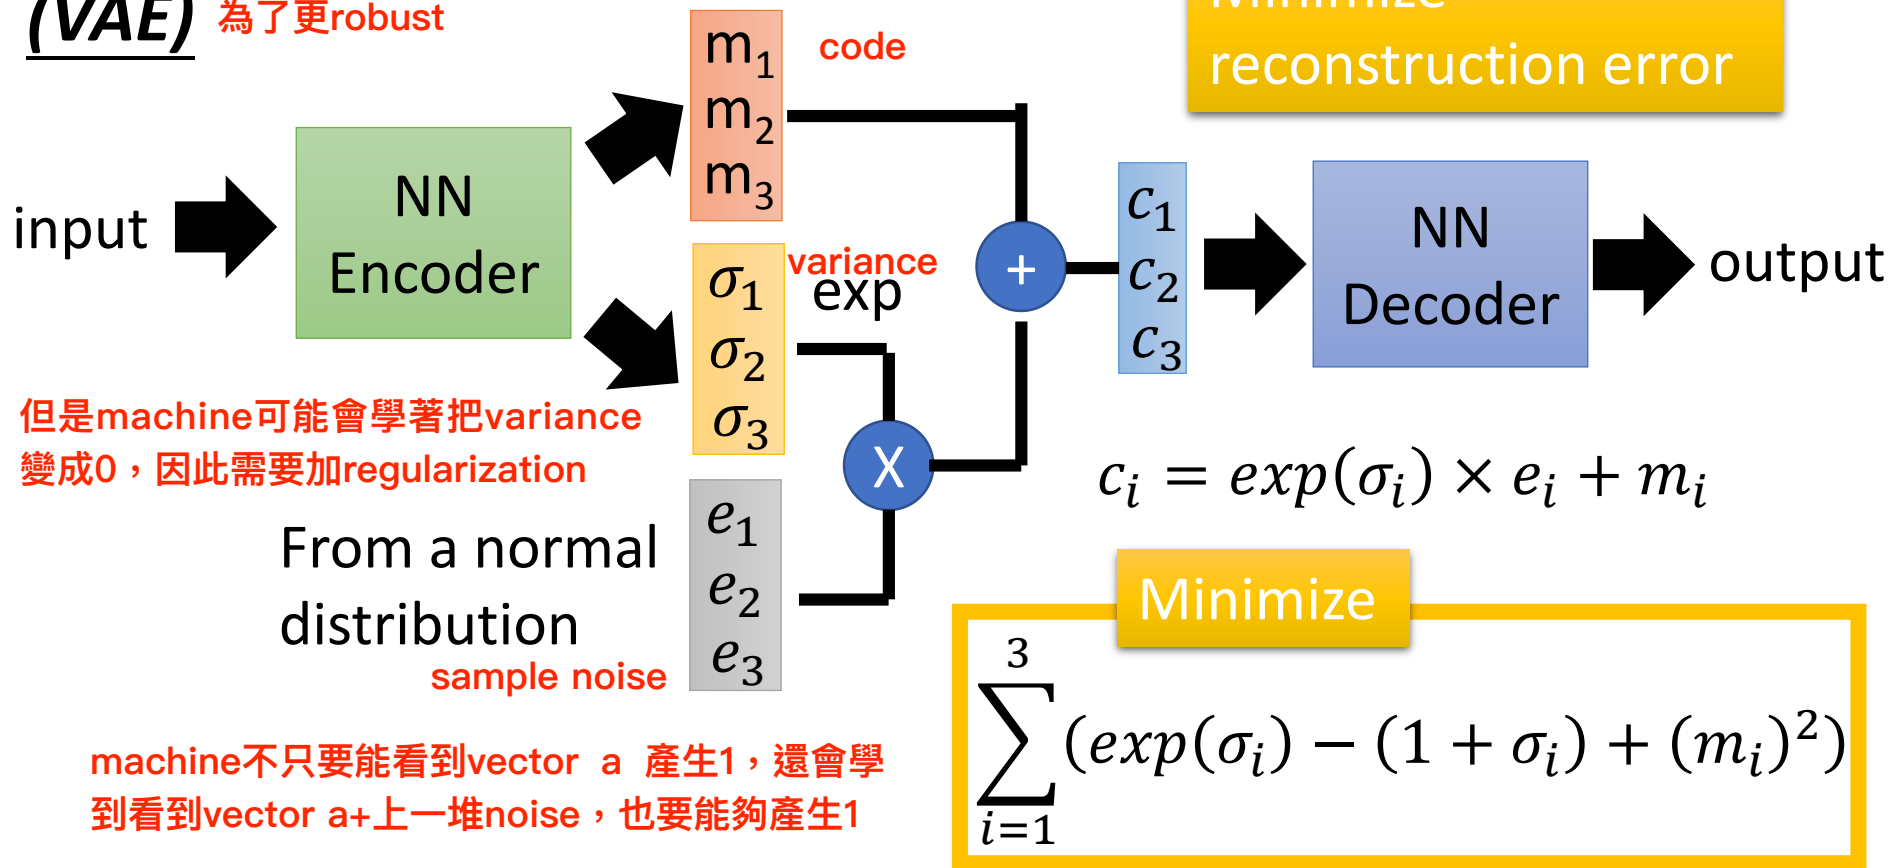 (VAE) 為了更robust
Minimize
reconstruction error
m₁
m₂
m₃
code
input
NN
Encoder
σ₁
σ₂
σ₃
variance
exp
+
c₁
c₂
c₃
NN
Decoder
output
但是machine可能會學著把variance
變成0，因此需要加regularization
X
cᵢ = exp(σᵢ) × eᵢ + mᵢ
From a normal
distribution
sample noise
e₁
e₂
e₃
Minimize
3
∑(exp(σᵢ) − (1 + σᵢ) + (mᵢ)²)
i=1
machine不只要能看到vector a 產生1，還會學
到看到vector a+上一堆noise，也要能夠產生1